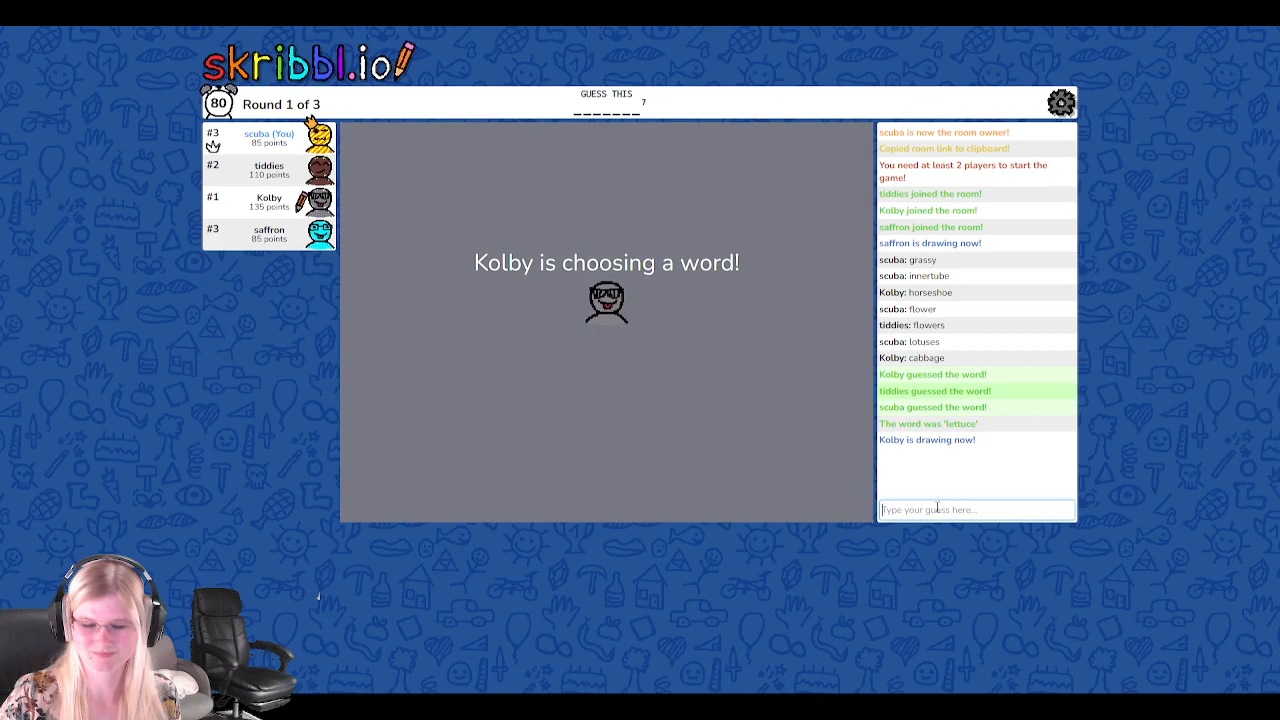 skribbl.io
80
Round 1 of 3
GUESS THIS
_______ 7
#3 scuba (You)
85 points
#2 tiddies
110 points
#1 Kolby
135 points
#3 saffron
85 points
Kolby is choosing a word!
scuba is now the room owner!
Copied room link to clipboard!
You need at least 2 players to start the
game!
tiddies joined the room!
Kolby joined the room!
saffron joined the room!
saffron is drawing now!
scuba: grassy
scuba: innertube
Kolby: horseshoe
scuba: flower
tiddies: flowers
scuba: lotuses
Kolby: cabbage
Kolby guessed the word!
tiddies guessed the word!
scuba guessed the word!
The word was 'lettuce'
Kolby is drawing now!
Type your guess here...